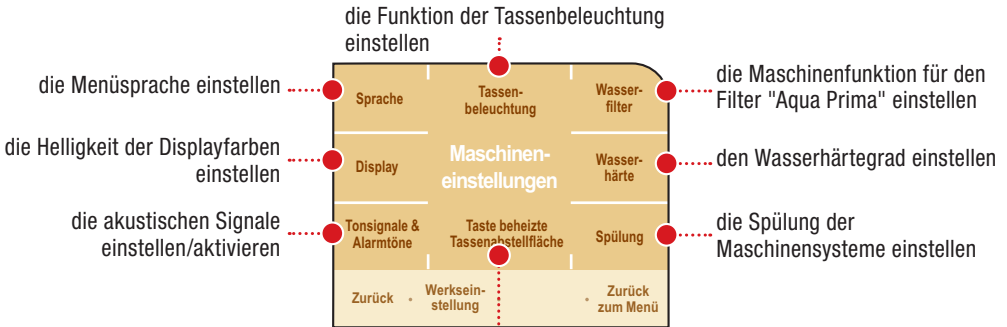 die Funktion der Tassenbeleuchtung
einstellen
die Menüsprache einstellen
die Helligkeit der Displayfarben
einstellen
die akustischen Signale
einstellen/aktivieren
Sprache
Tassen-
beleuchtung
Wasser-
filter
Display
Maschinen-
einstellungen
Wasser-
härte
Tonsignale &
Alarmtöne
Taste beheizte
Tassenabstellfläche
Spülung
Zurück
Werksein-
stellung
Zurück
zum Menü
die Maschinenfunktion für den
Filter "Aqua Prima" einstellen
den Wasserhärtegrad einstellen
die Spülung der
Maschinensysteme einstellen